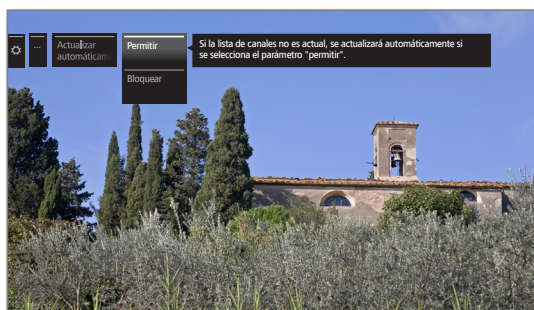 ...
Actualizar
automáticam
Permitir
Bloquear
Si la lista de canales no es actual, se actualizará automáticamente si
se selecciona el parámetro "permitir".